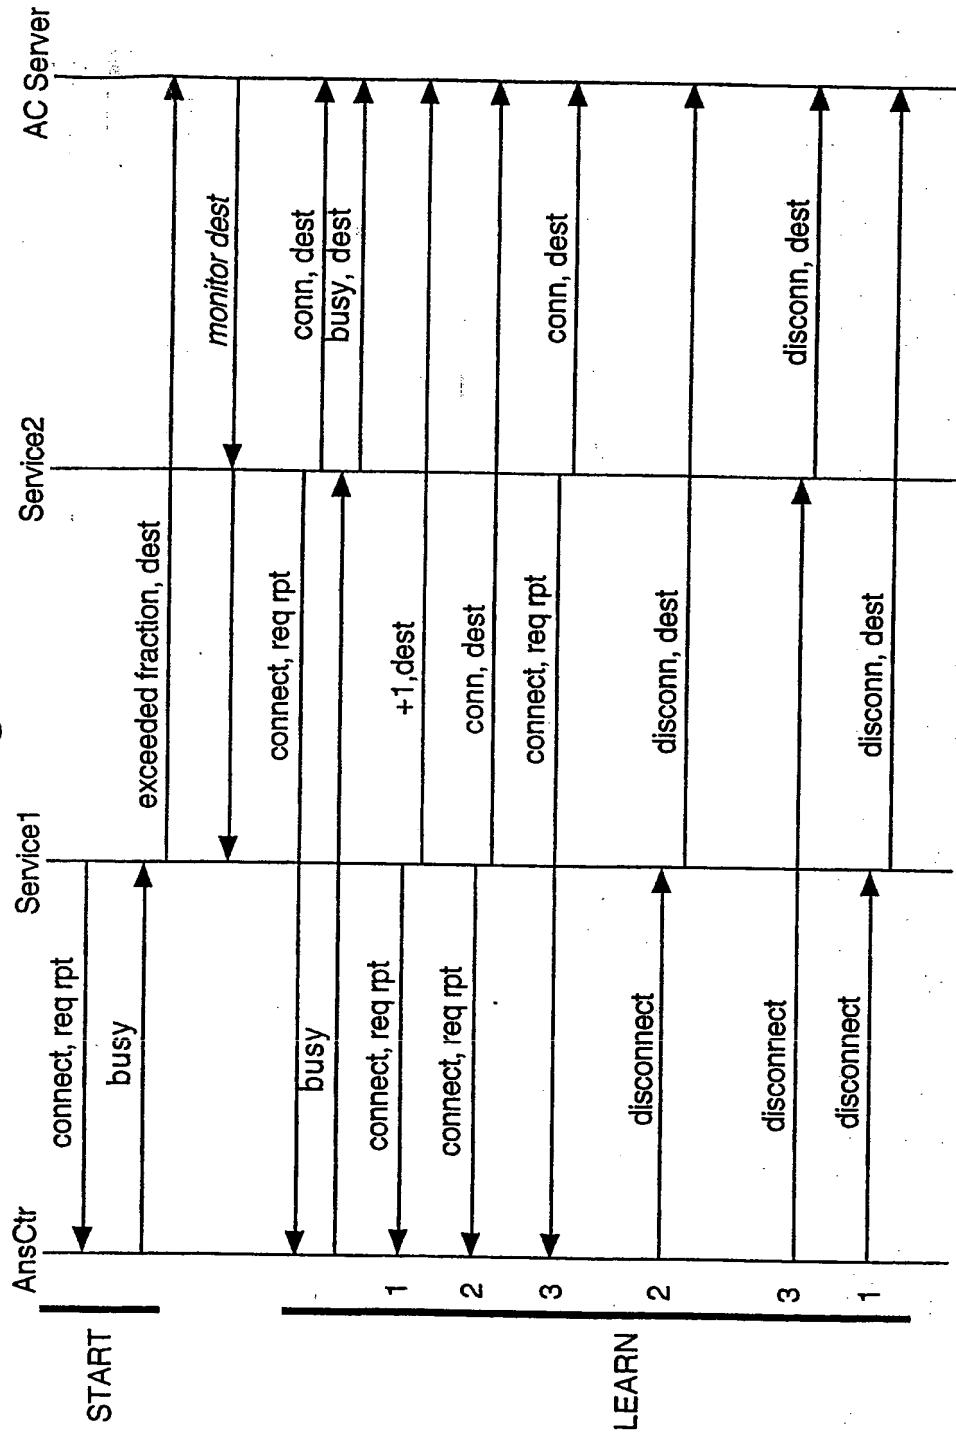 AnsCtr
Service1
Service2
AC Server
START
connect, req rpt
busy
exceeded fraction, dest
monitor dest
LEARN
connect, req rpt
conn, dest
busy
busy, dest
1
connect, req rpt
+1,dest
2
connect, req rpt
conn, dest
3
connect, req rpt
conn, dest
2
disconnect
disconn, dest
3
disconnect
disconn, dest
1
disconnect
disconn, dest